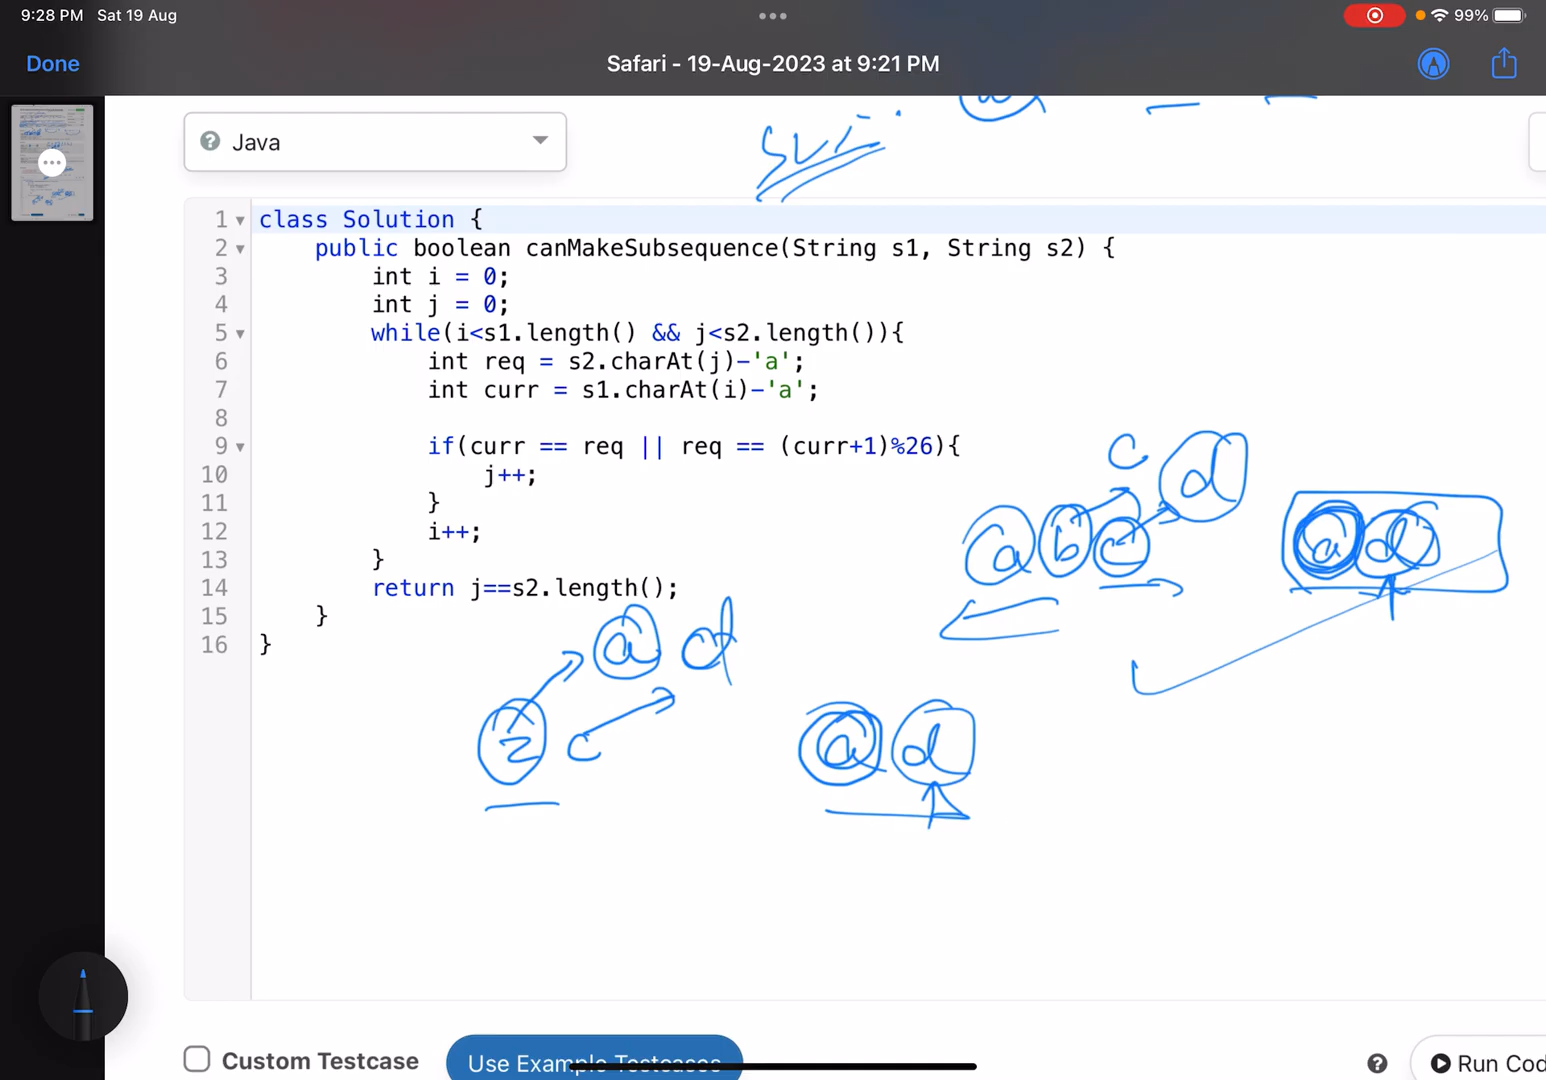 9:28 PM Sat 19 Aug
99%
Done
Safari - 19-Aug-2023 at 9:21 PM
Java
1 class Solution {
2 public boolean canMakeSubsequence(String s1, String s2) {
3 int i = 0;
4 int j = 0;
5 while(i<s1.length() && j<s2.length()){
6 int req = s2.charAt(j)-'a';
7 int curr = s1.charAt(i)-'a';
8
9 if(curr == req || req == (curr+1)%26){
10 j++;
11 }
12 i++;
13 }
14 return j==s2.length();
15 }
16 }
c d
a b c
a d
a d
z c
a d
Custom Testcase
Use Example Testcases
Run Cod